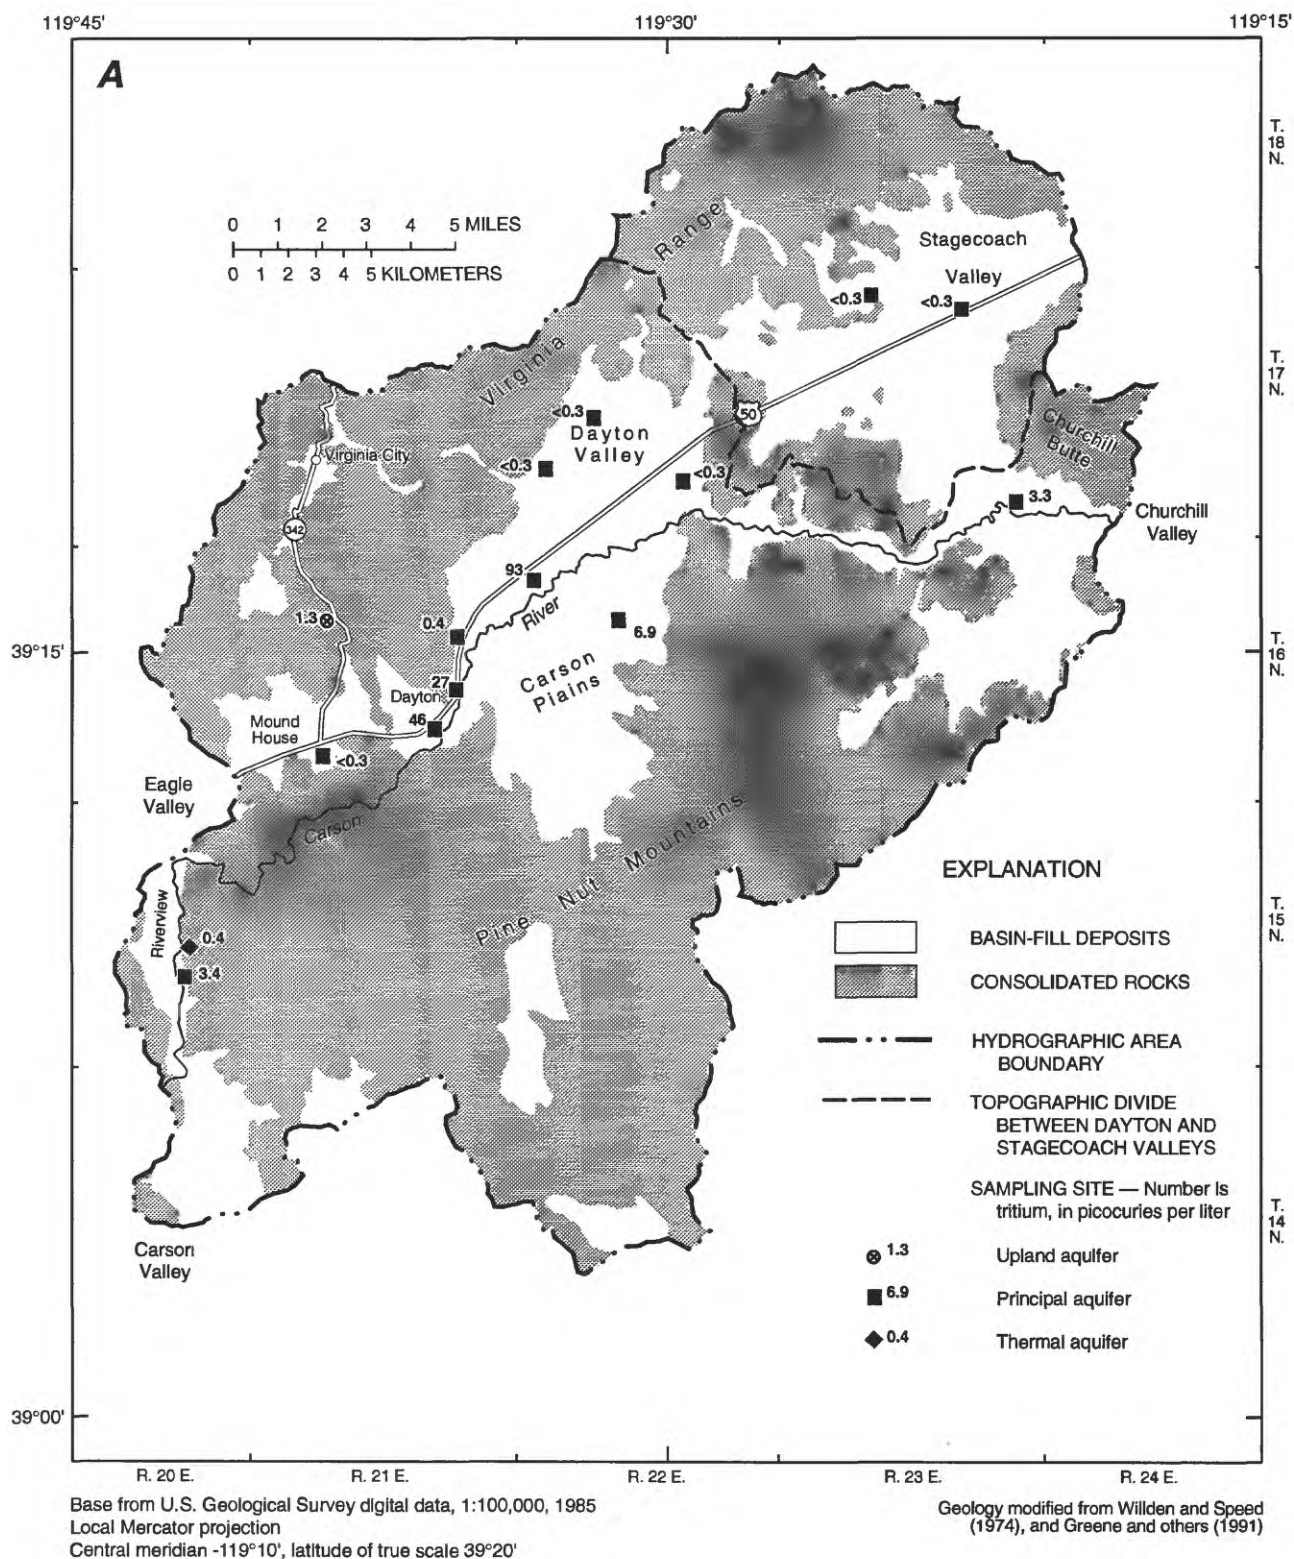 119°45'
119°30'
119°15'
A
T.
18
N.
0 1 2 3 4 5 MILES
0 1 2 3 4 5 KILOMETERS
Virginia Range
Stagecoach
Valley
<0.3
<0.3
T.
17
N.
50
<0.3
Dayton
Valley
Churchill
Butte
Virginia City
<0.3
<0.3
3.3
Churchill
Valley
342
93
River
1.3
0.4
6.9
39°15'
T.
16
N.
Carson
Plains
27
Dayton
46
Mound
House
<0.3
Eagle
Valley
Carson
Pine Nut Mountains
Riverview
0.4
3.4
T.
15
N.
EXPLANATION
BASIN-FILL DEPOSITS
CONSOLIDATED ROCKS
HYDROGRAPHIC AREA
BOUNDARY
TOPOGRAPHIC DIVIDE
BETWEEN DAYTON AND
STAGECOACH VALLEYS
SAMPLING SITE — Number is
tritium, in picocuries per liter
T.
14
N.
1.3 Upland aquifer
6.9 Principal aquifer
0.4 Thermal aquifer
Carson
Valley
39°00'
R. 20 E. R. 21 E. R. 22 E. R. 23 E. R. 24 E.
Base from U.S. Geological Survey digital data, 1:100,000, 1985
Local Mercator projection
Central meridian -119°10', latitude of true scale 39°20'
Geology modified from Willden and Speed
(1974), and Greene and others (1991)